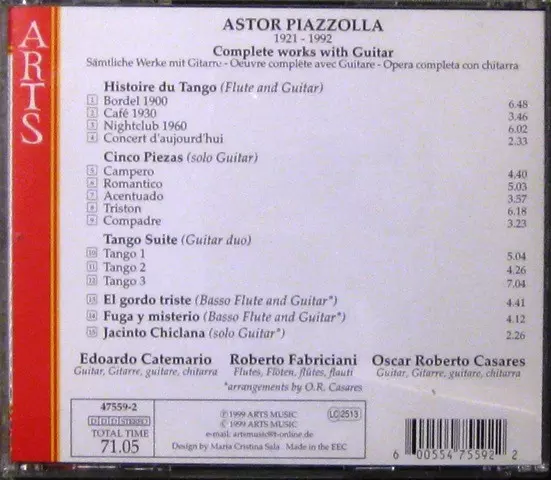 ARTS
ASTOR PIAZZOLLA
1921 - 1992
Complete works with Guitar
Sämtliche Werke mit Gitarre - Oeuvre complète avec Guitare - Opera completa con chitarra
Histoire du Tango (Flute and Guitar)
1 Bordel 1900 6.48
2 Café 1930 3.46
3 Nightclub 1960 6.02
4 Concert d'aujourd'hui 2.33
Cinco Piezas (solo Guitar)
5 Campero 4.40
6 Romantico 5.03
7 Acentuado 3.57
8 Triston 6.18
9 Compadre 3.23
Tango Suite (Guitar duo)
10 Tango 1 5.04
11 Tango 2 4.26
12 Tango 3 7.04
13 El gordo triste (Basso Flute and Guitar*) 4.41
14 Fuga y misterio (Basso Flute and Guitar*) 4.12
15 Jacinto Chiclana (solo Guitar*) 2.26
Edoardo Catemario Roberto Fabriciani Oscar Roberto Casares
Guitar, Gitarre, guitare, chitarra Flutes, Flöten, flûtes, flauti Guitar, Gitarre, guitare, chitarra
*arrangements by O.R. Casares
47559-2
DDD STEREO
TOTAL TIME
71.05
℗ 1999 ARTS MUSIC
© 1999 ARTS MUSIC
e-mail: artsmusic@t-online.de
Design by Maria Cristina Sala Made in the EEC
LC 2513
6 00554 75592 2